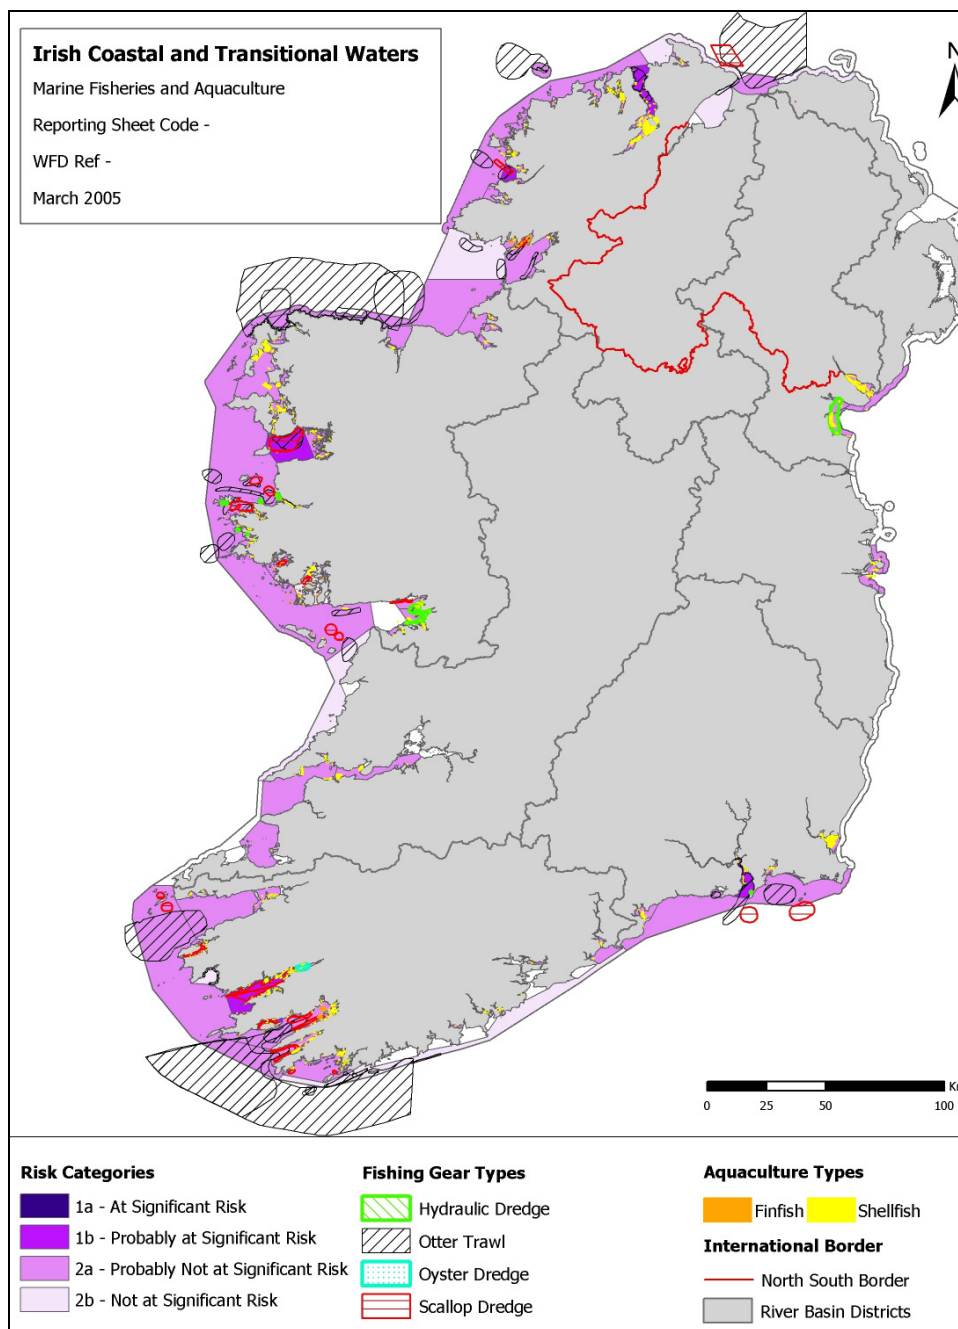 Irish Coastal and Transitional Waters
Marine Fisheries and Aquaculture
Reporting Sheet Code -
WFD Ref -
March 2005
N
0 25 50 100
Risk Categories
1a - At Significant Risk
1b - Probably at Significant Risk
2a - Probably Not at Significant Risk
2b - Not at Significant Risk
Fishing Gear Types
Hydraulic Dredge
Otter Trawl
Oyster Dredge
Scallop Dredge
Aquaculture Types
Finfish Shellfish
International Border
North South Border
River Basin Districts